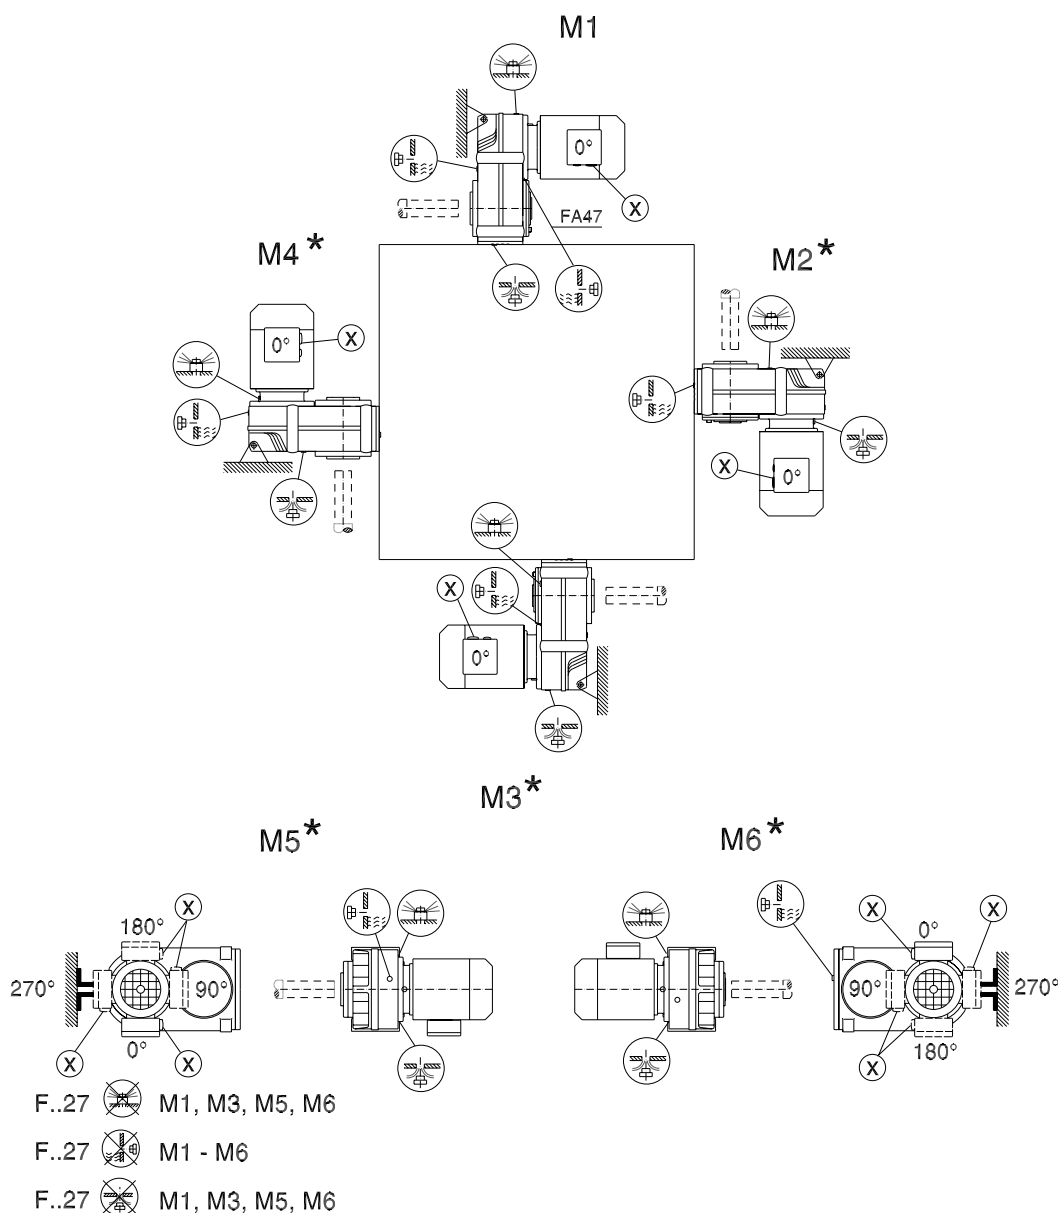 M1
0°
X
FA47
M4*
M2*
0°
X
0°
X
X
0°
M3*
M5*
M6*
X
180°
270°
90°
0°
X
X
X
X
0°
90°
270°
180°
X
F..27 M1, M3, M5, M6
F..27 M1 - M6
F..27 M1, M3, M5, M6